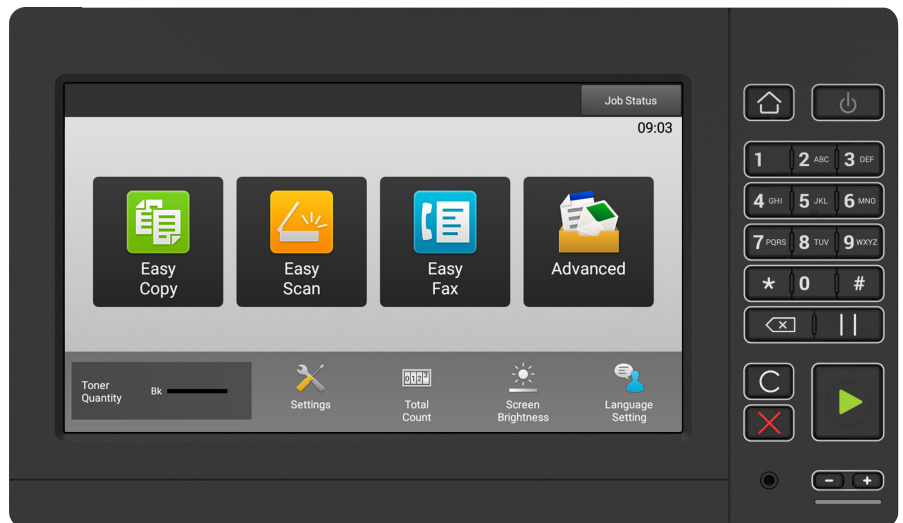 Job Status
09:03
Easy
Copy
Easy
Scan
Easy
Fax
Advanced
Toner
Quantity
Bk
Settings
0123
Total
Count
Screen
Brightness
Language
Setting
1
2 ABC
3 DEF
4 GHI
5 JKL
6 MNO
7 PQRS
8 TUV
9 WXYZ
*
0
#
C
-
+